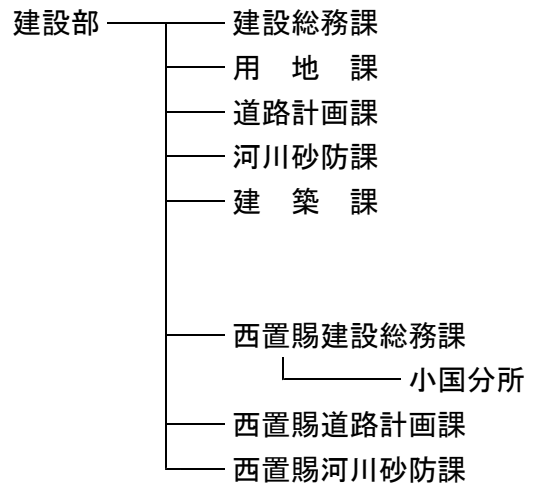 建設部 建設総務課
用　地　課
道路計画課
河川砂防課
建　築　課
西置賜建設総務課
小国分所
西置賜道路計画課
西置賜河川砂防課